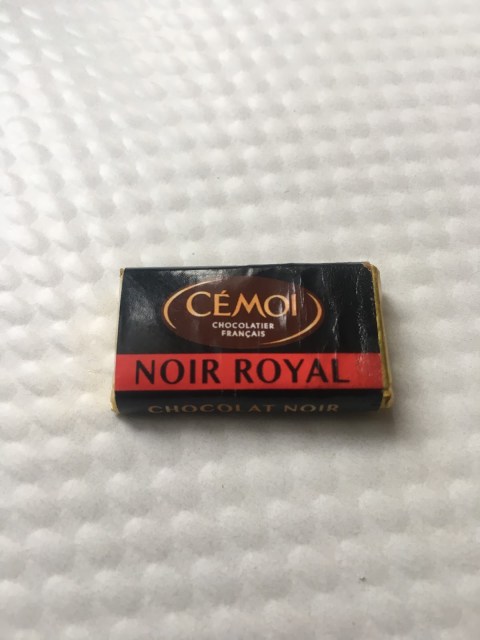 CÉMOI
CHOCOLATIER
FRANÇAIS
NOIR ROYAL
CHOCOLAT NOIR